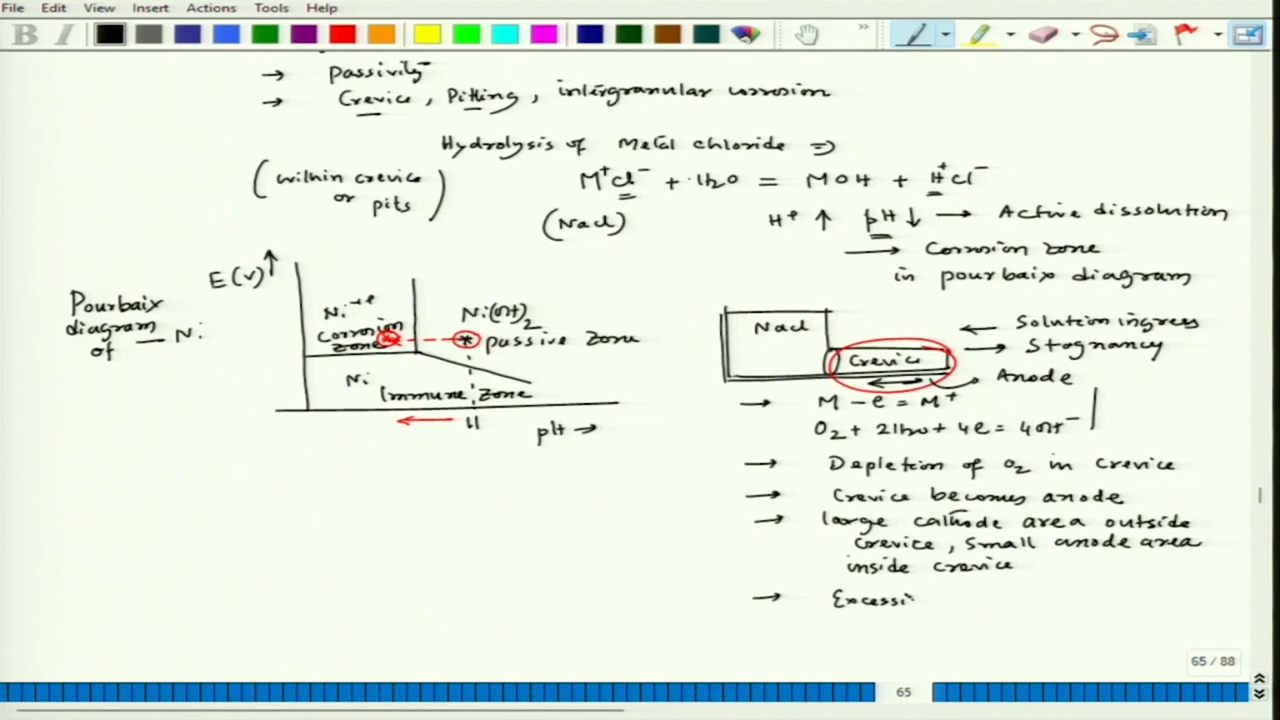 File Edit View Insert Actions Tools Help
B I
→ Passivity
→ Crevice, Pitting, intergranular corrosion
Hydrolysis of Metal chloride ⇒
(within crevice or pits)
M⁺Cl⁻ + H2O = MOH + H⁺Cl⁻
(Nacl)
H⁺ ↑ pH ↓ → Active dissolution
→ Corrosion zone
in pourbaix diagram
Pourbaix
diagram
of — Ni
E(V) ↑
Ni⁺²e
Corrosion
zone
Ni(OH)2
* passive zone
Ni
Immune zone
11
pH →
Nacl
Crevice
← Solution ingress
→ Stagnancy
Anode
→ M - e = M⁺
O2 + 2H2O + 4e = 4OH⁻
→ Depletion of O2 in crevice
→ Crevice becomes anode
→ large cathode area outside
crevice, small anode area
inside crevice
→ Excessi
65 / 88
65